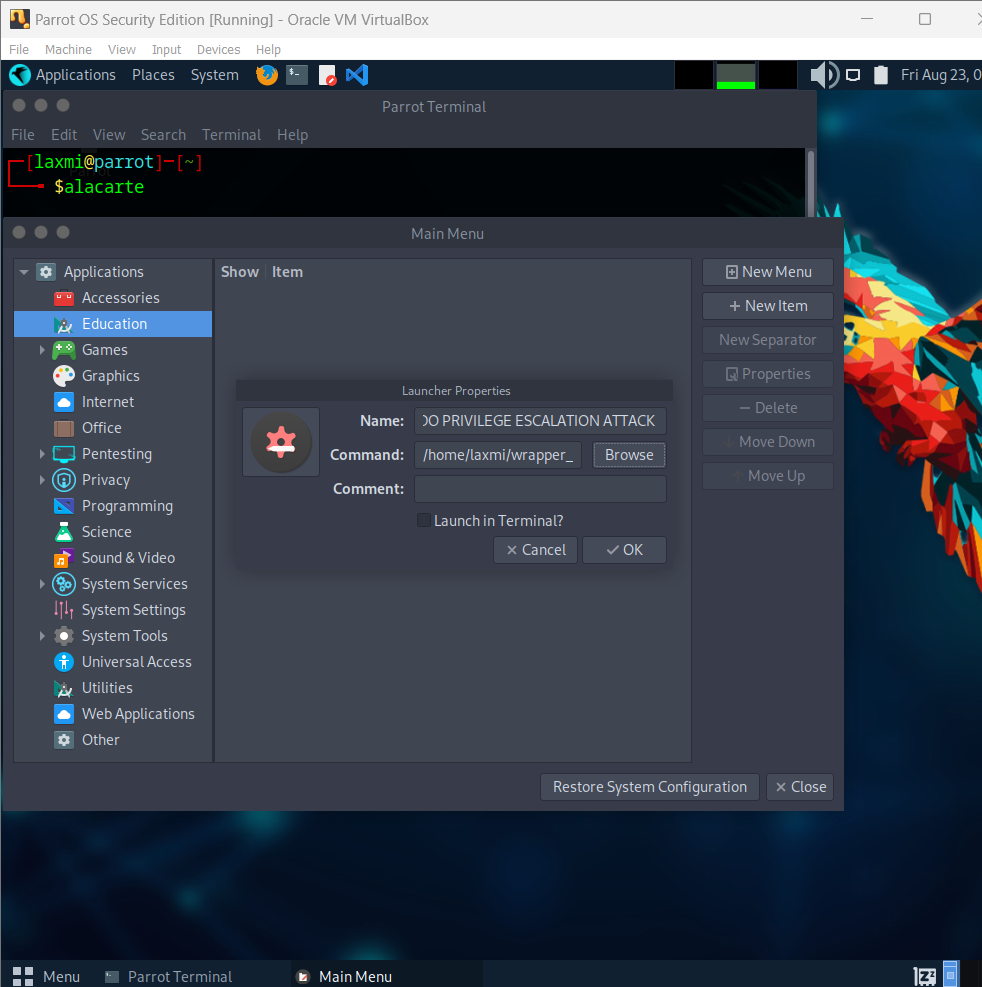 Parrot OS Security Edition [Running] - Oracle VM VirtualBox
File Machine View Input Devices Help
Applications Places System Fri Aug 23, 0
Parrot Terminal
File Edit View Search Terminal Help
[laxmi@parrot]-[~]
$alacarte
Main Menu
Applications
Accessories
Education
Games
Graphics
Internet
Office
Pentesting
Privacy
Programming
Science
Sound & Video
System Services
System Settings
System Tools
Universal Access
Utilities
Web Applications
Other
Show Item
New Menu
New Item
New Separator
Properties
Delete
Move Down
Move Up
Launcher Properties
Name: DO PRIVILEGE ESCALATION ATTACK
Command: /home/laxmi/wrapper_ Browse
Comment:
Launch in Terminal?
Cancel OK
Restore System Configuration Close
Menu Parrot Terminal Main Menu